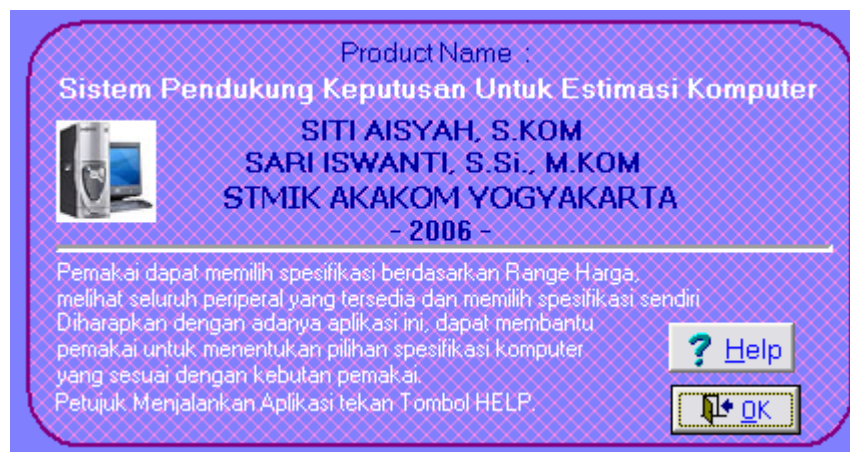 Product Name :
Sistem Pendukung Keputusan Untuk Estimasi Komputer
SITI AISYAH, S.KOM
SARI ISWANTI, S.Si., M.KOM
STMIK AKAKOM YOGYAKARTA
- 2006 -
Pemakai dapat memilih spesifikasi berdasarkan Range Harga,
melihat seluruh periperal yang tersedia dan memilih spesifikasi sendiri
Diharapkan dengan adanya aplikasi ini, dapat membantu
pemakai untuk menentukan pilihan spesifikasi komputer
yang sesuai dengan kebutan pemakai.
Petujuk Menjalankan Aplikasi tekan Tombol HELP.
? Help
OK